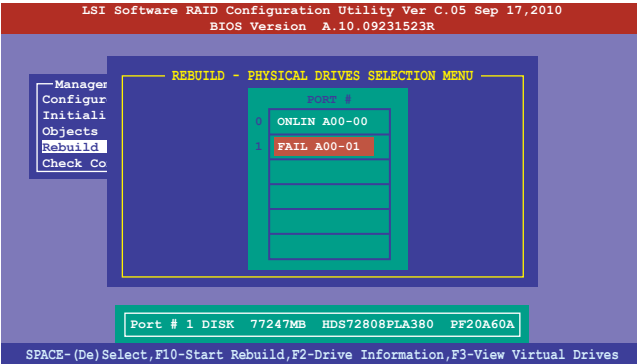 LSI Software RAID Configuration Utility Ver C.05 Sep 17,2010
BIOS Version A.10.09231523R
Managem
Configur
Initiali
Objects
Rebuild
Check Co
REBUILD - PHYSICAL DRIVES SELECTION MENU
PORT #
0 ONLIN A00-00
1 FAIL A00-01
Port # 1 DISK 77247MB HDS72808PLA380 PF20A60A
SPACE-(De)Select,F10-Start Rebuild,F2-Drive Information,F3-View Virtual Drives